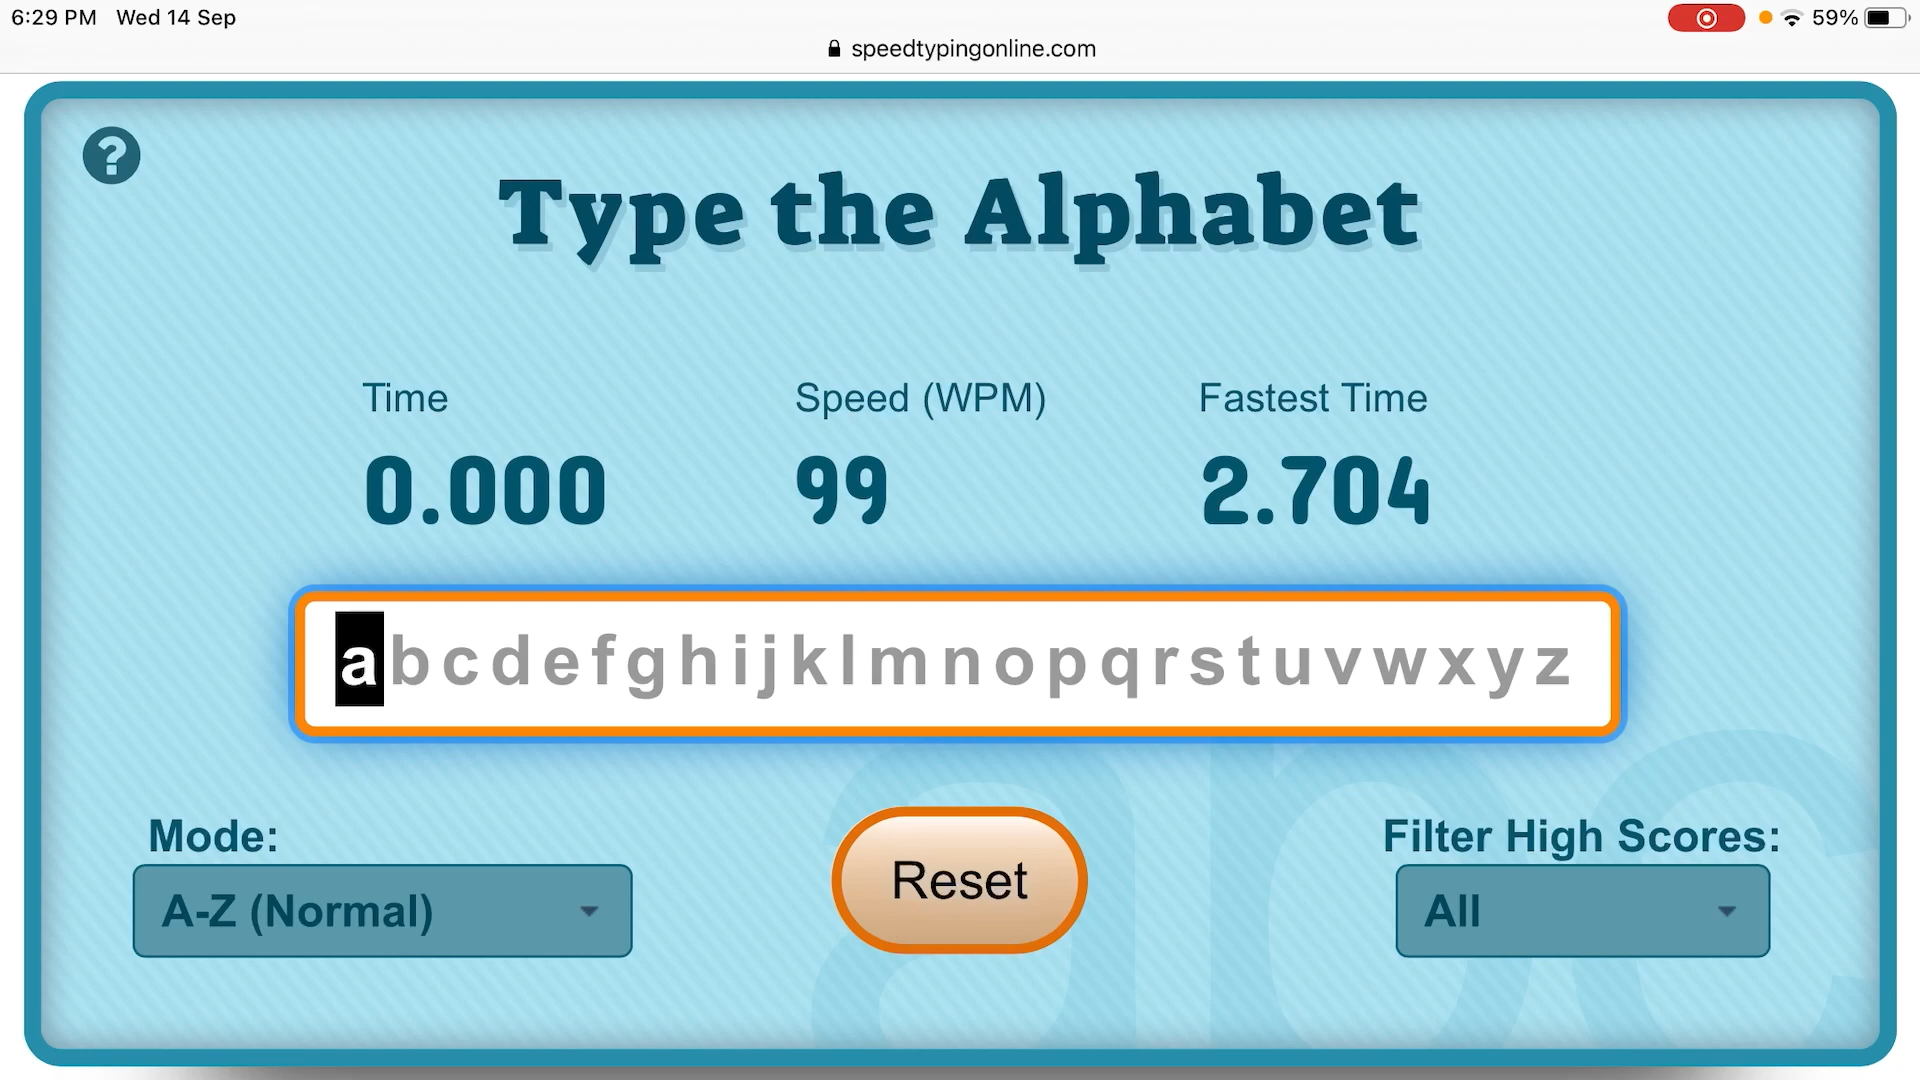 6:29 PM Wed 14 Sep
59%
speedtypingonline.com
?
Type the Alphabet
Time
Speed (WPM)
Fastest Time
0.000
99
2.704
abcdefghijklmnopqrstuvwxyz
Mode:
Reset
Filter High Scores:
A-Z (Normal)
All
abc